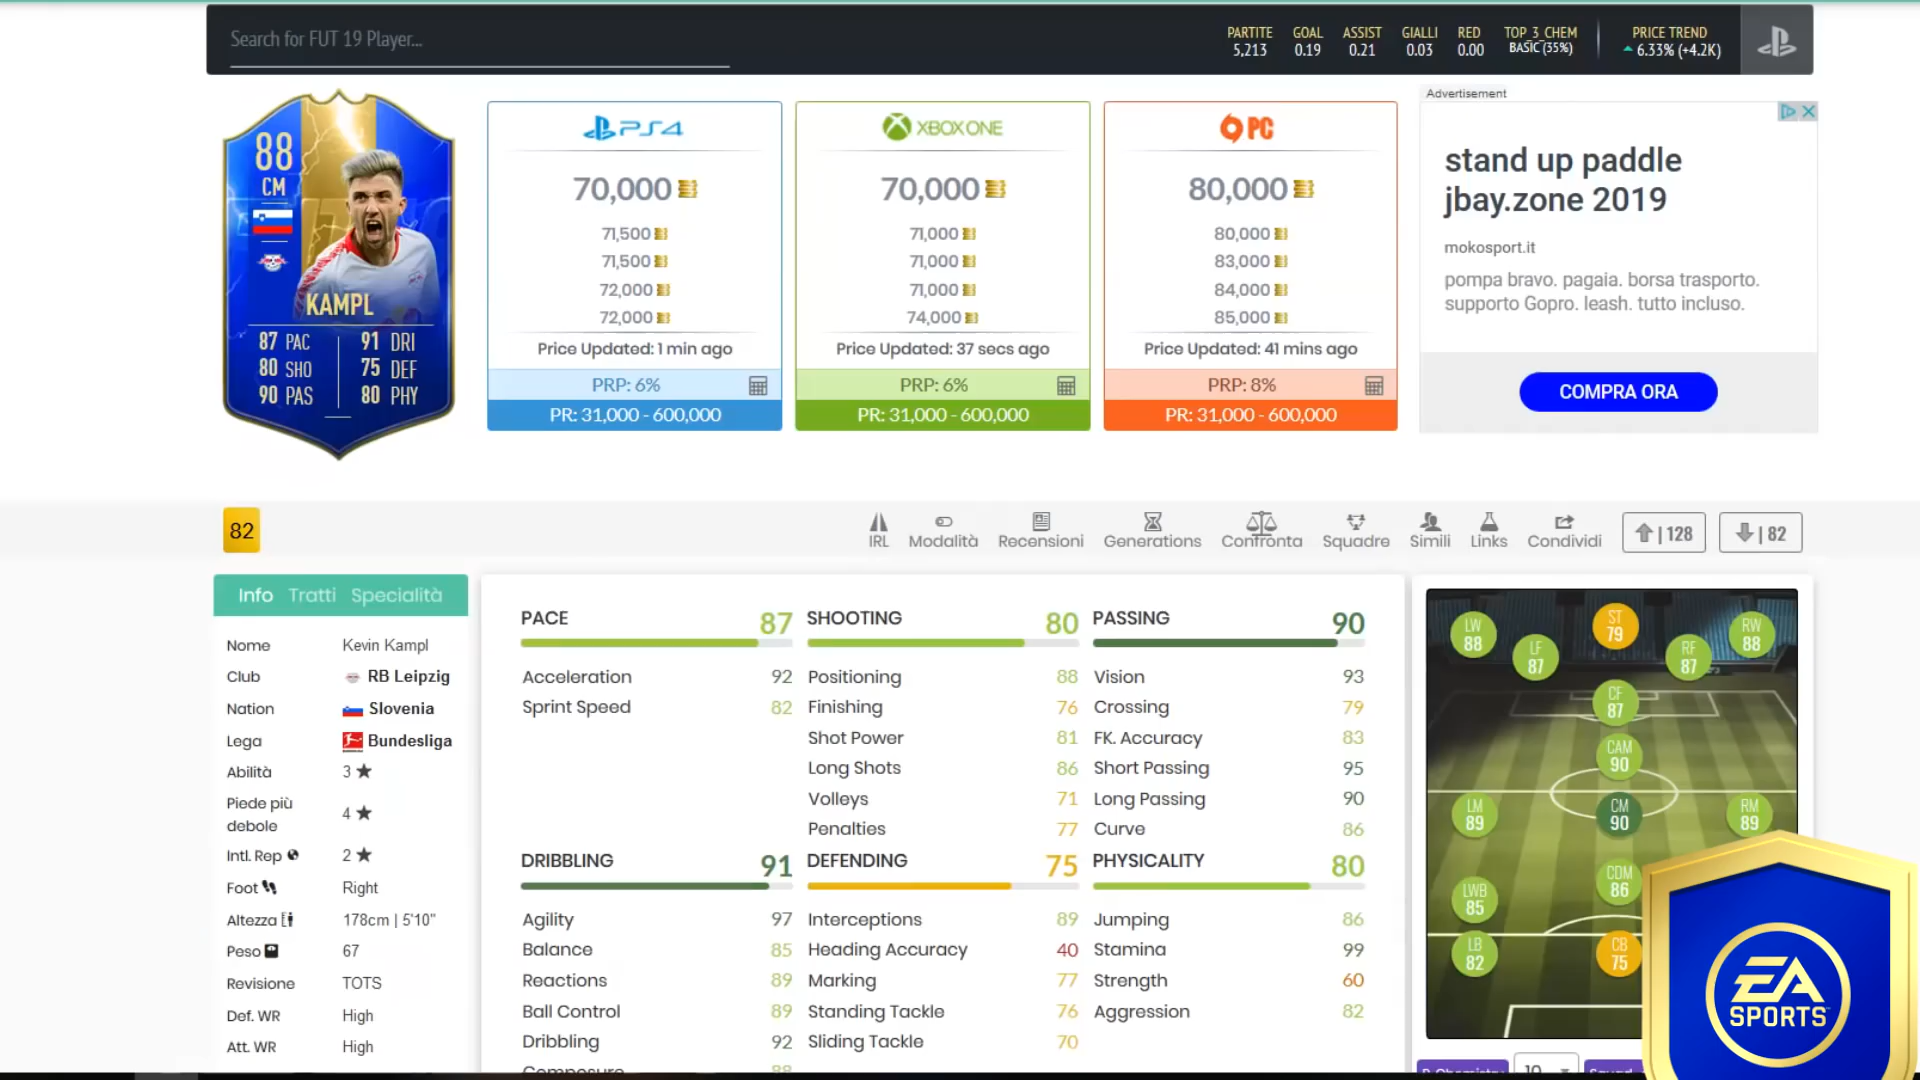 Search for FUT 19 Player...
PARTITE GOAL ASSIST GIALLI RED TOP_3_CHEM PRICE TREND
5,213 0.19 0.21 0.03 0.00 BASIC (35%) 6.33% (+4.2K)
Advertisement
88
CM
KAMPL
87 PAC 91 DRI
80 SHO 75 DEF
90 PAS 80 PHY
PS4
70,000
71,500
71,500
72,000
72,000
Price Updated: 1 min ago
PRP: 6%
PR: 31,000 - 600,000
XBOX ONE
70,000
71,000
71,000
71,000
74,000
Price Updated: 37 secs ago
PRP: 6%
PR: 31,000 - 600,000
PC
80,000
80,000
83,000
84,000
85,000
Price Updated: 41 mins ago
PRP: 8%
PR: 31,000 - 600,000
stand up paddle
jbay.zone 2019
mokosport.it
pompa bravo. pagaia. borsa trasporto.
supporto Gopro. leash. tutto incluso.
COMPRA ORA
82
IRL Modalità Recensioni Generations Confronta Squadre Simili Links Condividi | 128 | 82
Info Tratti Specialità
Nome Kevin Kampl
Club RB Leipzig
Nation Slovenia
Lega Bundesliga
Abilità 3 ★
Piede più
debole 4 ★
Intl. Rep 2 ★
Foot Right
Altezza 178cm | 5'10"
Peso 67
Revisione TOTS
Def. WR High
Att. WR High
PACE 87
Acceleration 92
Sprint Speed 82
SHOOTING 80
Positioning 88
Finishing 76
Shot Power 81
Long Shots 86
Volleys 71
Penalties 77
PASSING 90
Vision 93
Crossing 79
FK. Accuracy 83
Short Passing 95
Long Passing 90
Curve 86
DRIBBLING 91
Agility 97
Balance 85
Reactions 89
Ball Control 89
Dribbling 92
Composure 88
DEFENDING 75
Interceptions 89
Heading Accuracy 40
Marking 77
Standing Tackle 76
Sliding Tackle 70
PHYSICALITY 80
Jumping 86
Stamina 99
Strength 60
Aggression 82
LW
88
LF
87
ST
79
RF
87
RW
88
CF
87
CAM
90
LM
89
CM
90
RM
89
LWB
85
CDM
86
LB
82
CB
75
EA
SPORTS
10